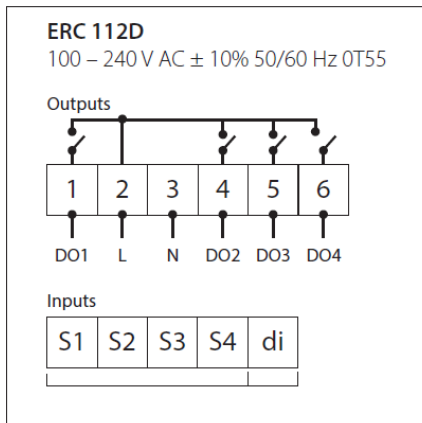 ERC 112D
100 – 240 V AC ± 10% 50/60 Hz 0T55
Outputs
1 2 3 4 5 6
DO1 L N DO2 DO3 DO4
Inputs
S1 S2 S3 S4 di